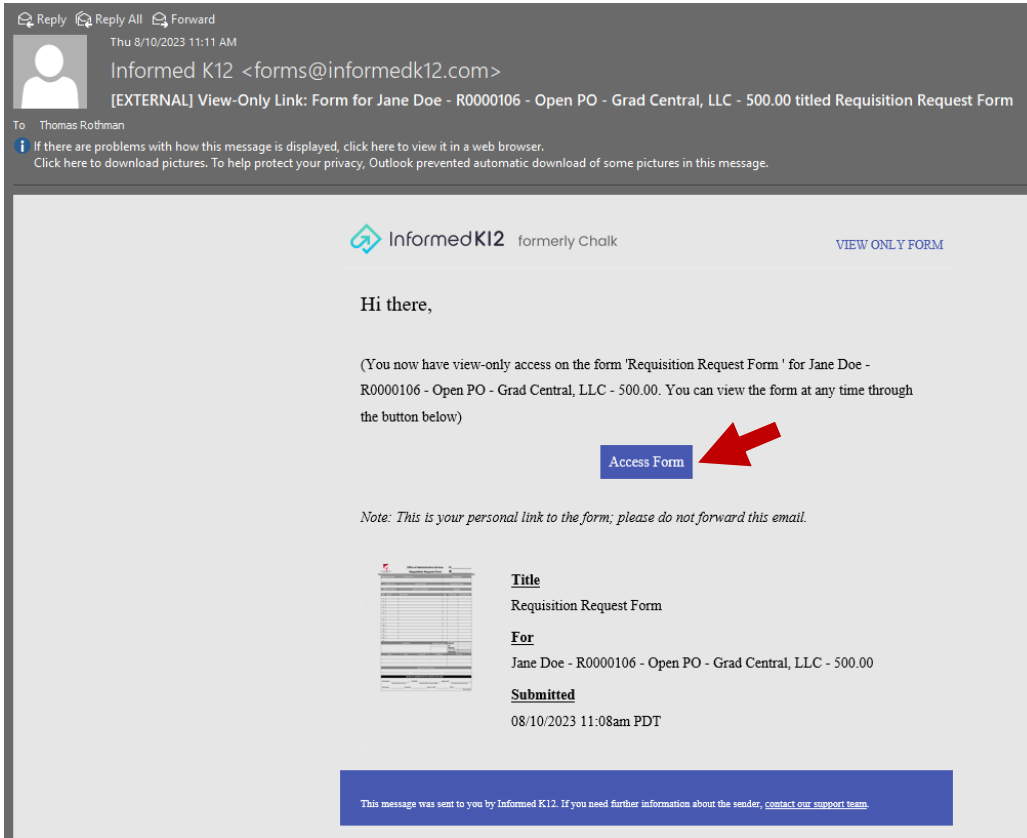 Reply Reply All Forward
Thu 8/10/2023 11:11 AM
Informed K12 <forms@informedk12.com>
[EXTERNAL] View-Only Link: Form for Jane Doe - R0000106 - Open PO - Grad Central, LLC - 500.00 titled Requisition Request Form
To Thomas Rothman
If there are problems with how this message is displayed, click here to view it in a web browser.
Click here to download pictures. To help protect your privacy, Outlook prevented automatic download of some pictures in this message.
Informed K12 formerly Chalk
VIEW ONLY FORM
Hi there,
(You now have view-only access on the form 'Requisition Request Form ' for Jane Doe -
R0000106 - Open PO - Grad Central, LLC - 500.00. You can view the form at any time through
the button below)
Access Form
Note: This is your personal link to the form; please do not forward this email.
Title
Requisition Request Form
For
Jane Doe - R0000106 - Open PO - Grad Central, LLC - 500.00
Submitted
08/10/2023 11:08am PDT
This message was sent to you by Informed K12. If you need further information about the sender, contact our support team.